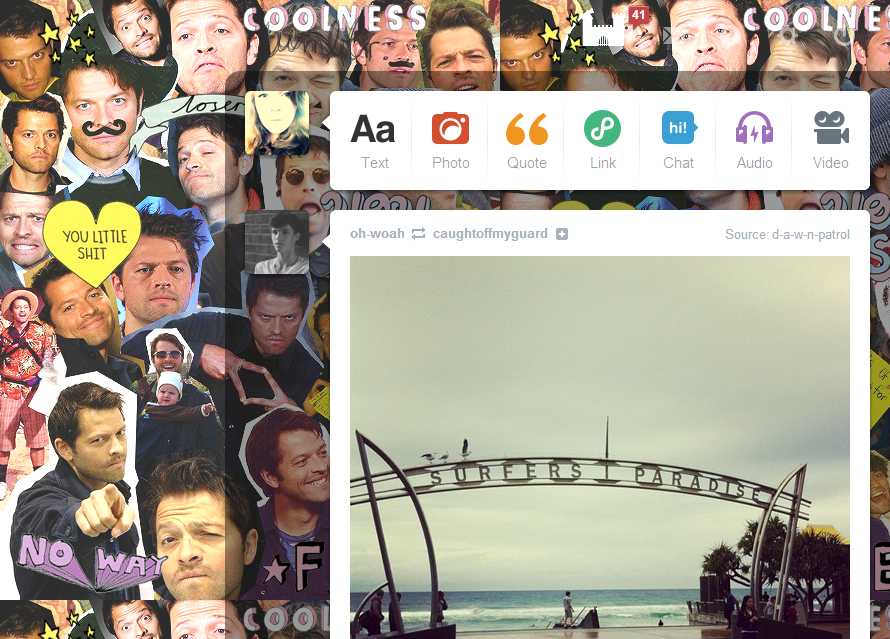 COOLNESS
41
COOLNE
loser
Aa
hi!
Text
Photo
Quote
Link
Chat
Audio
Video
YOU LITTLE
SHIT
oh-woah
caughtoffmyguard
Source: d-a-w-n-patrol
SURFERS PARADISE
NO WAY
F
COOLNESS